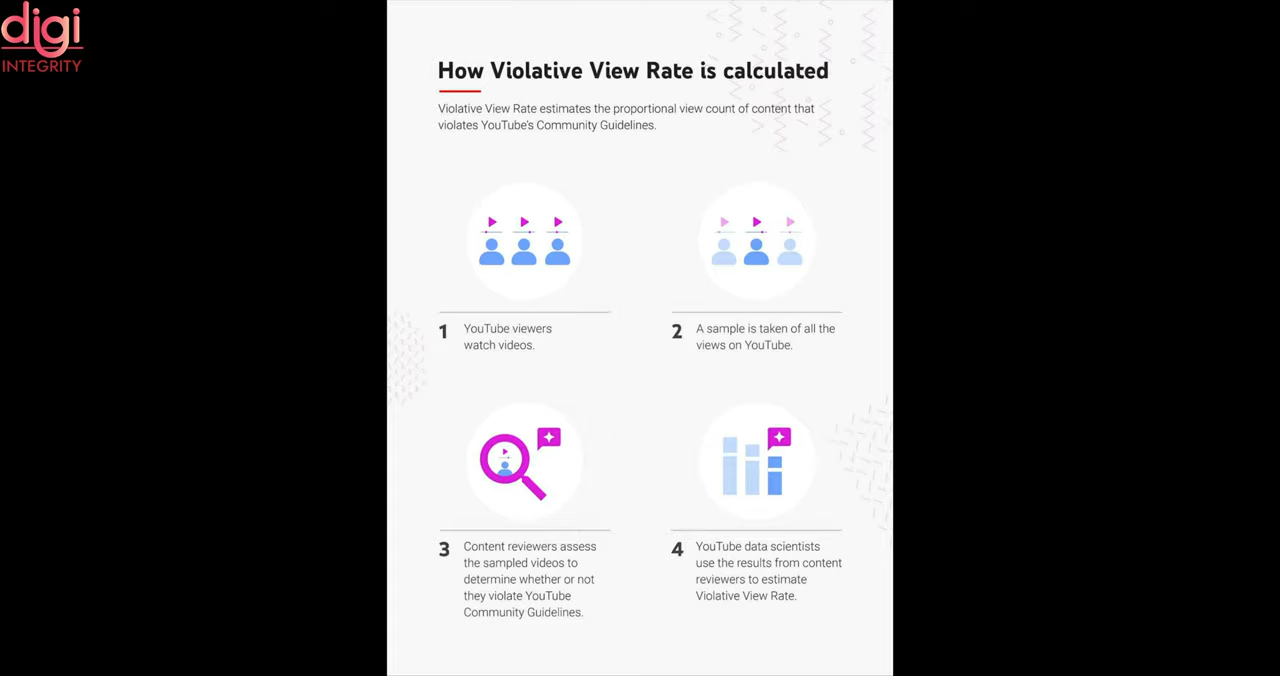 digi
INTEGRITY
How Violative View Rate is calculated
Violative View Rate estimates the proportional view count of content that
violates YouTube's Community Guidelines.
1 YouTube viewers
watch videos.
2 A sample is taken of all the
views on YouTube.
3 Content reviewers assess
the sampled videos to
determine whether or not
they violate YouTube
Community Guidelines.
4 YouTube data scientists
use the results from content
reviewers to estimate
Violative View Rate.